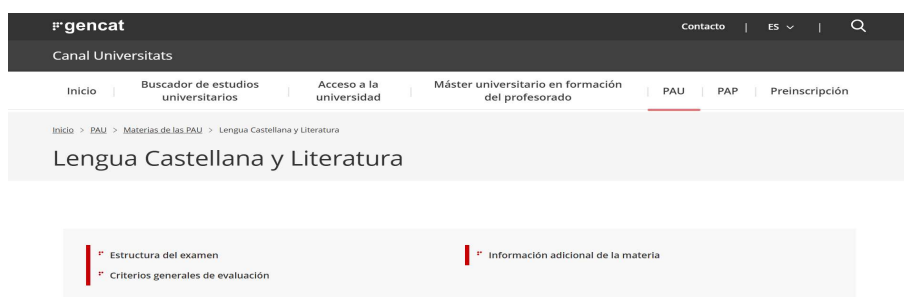 gencat
Contacto | ES |
Canal Universitats
Inicio
Buscador de estudios
universitarios
Acceso a la
universidad
Máster universitario en formación
del profesorado
PAU
PAP
Preinscripción
Inicio > PAU > Materias de las PAU > Lengua Castellana y Literatura
Lengua Castellana y Literatura
Estructura del examen
Criterios generales de evaluación
Información adicional de la materia